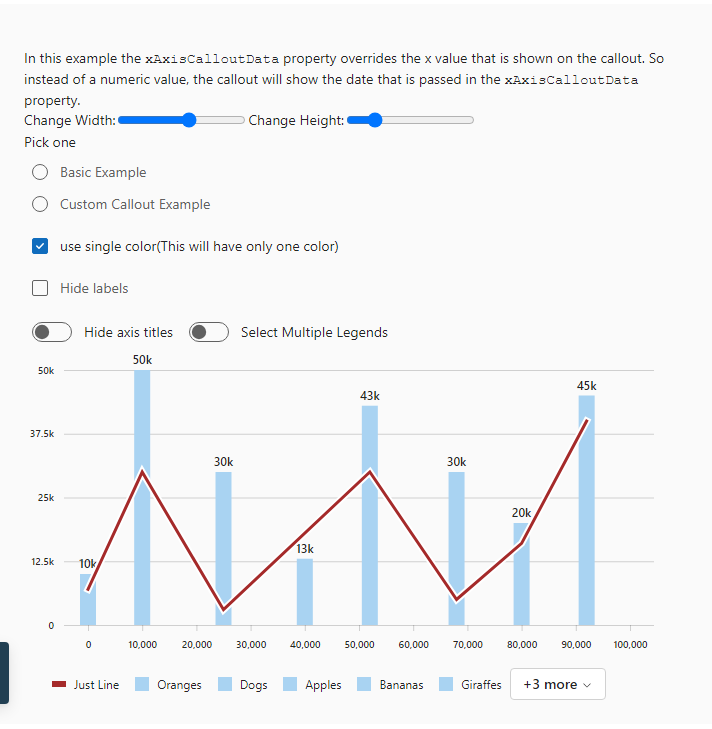 In this example the xAxisCalloutData property overrides the x value that is shown on the callout. So
instead of a numeric value, the callout will show the date that is passed in the xAxisCalloutData
property.
Change Width: Change Height:
Pick one
Basic Example
Custom Callout Example
use single color(This will have only one color)
Hide labels
Hide axis titles Select Multiple Legends
50k
50k
43k
45k
37.5k
30k
30k
25k
20k
13k
12.5k
10k
0
0 10,000 20,000 30,000 40,000 50,000 60,000 70,000 80,000 90,000 100,000
Just Line Oranges Dogs Apples Bananas Giraffes +3 more